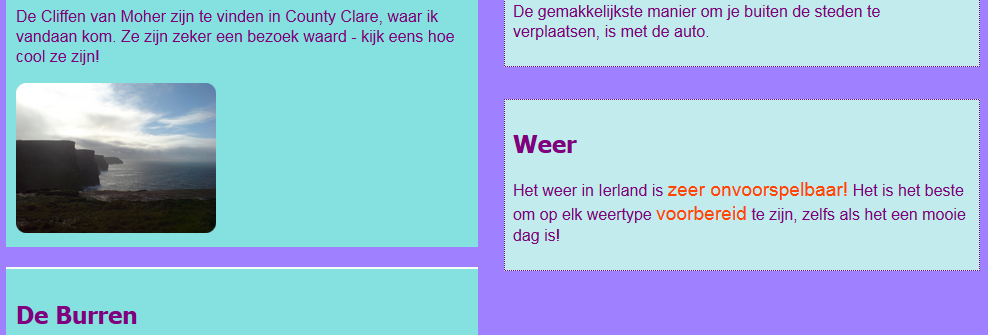 De Cliffen van Moher zijn te vinden in County Clare, waar ik
vandaan kom. Ze zijn zeker een bezoek waard - kijk eens hoe
cool ze zijn!
De Burren
De gemakkelijkste manier om je buiten de steden te
verplaatsen, is met de auto.
Weer
Het weer in Ierland is zeer onvoorspelbaar! Het is het beste
om op elk weertype voorbereid te zijn, zelfs als het een mooie
dag is!